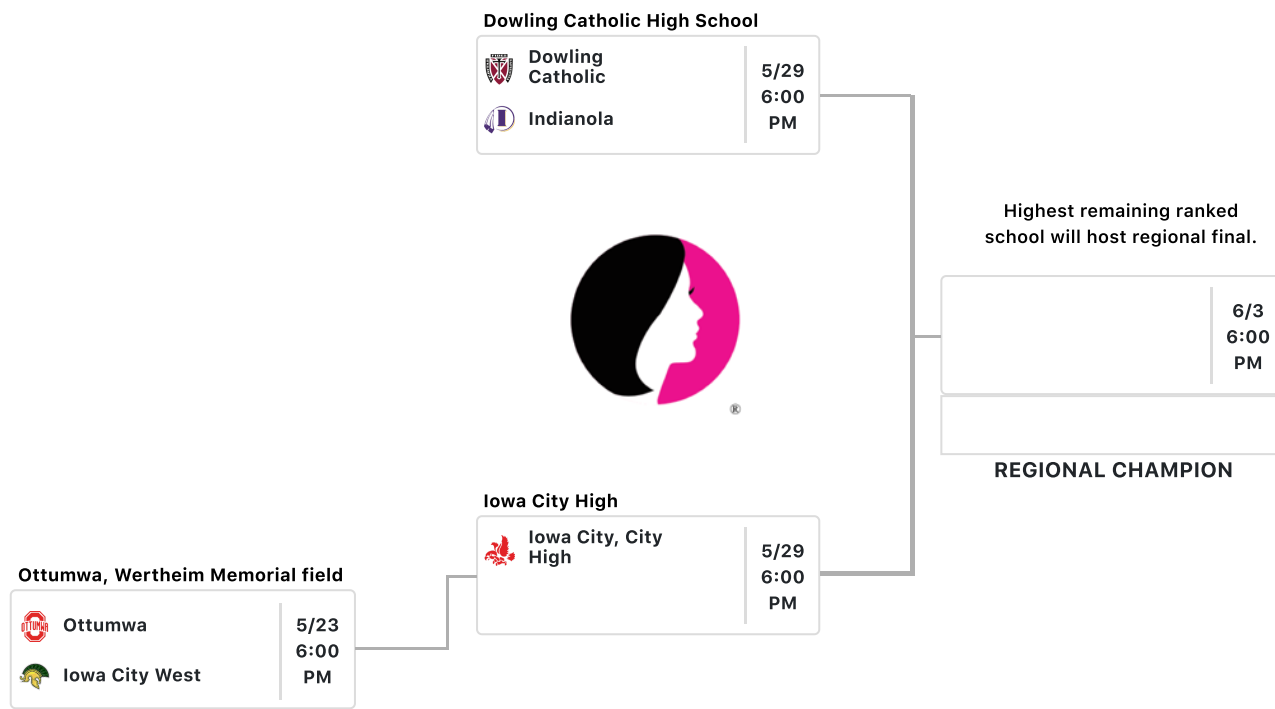 Dowling Catholic High School
Dowling
Catholic
Indianola
5/29
6:00
PM
Highest remaining ranked
school will host regional final.
6/3
6:00
PM
REGIONAL CHAMPION
®
Iowa City High
Iowa City, City
High
5/29
6:00
PM
Ottumwa, Wertheim Memorial field
OTTUMWA
Ottumwa
Iowa City West
5/23
6:00
PM